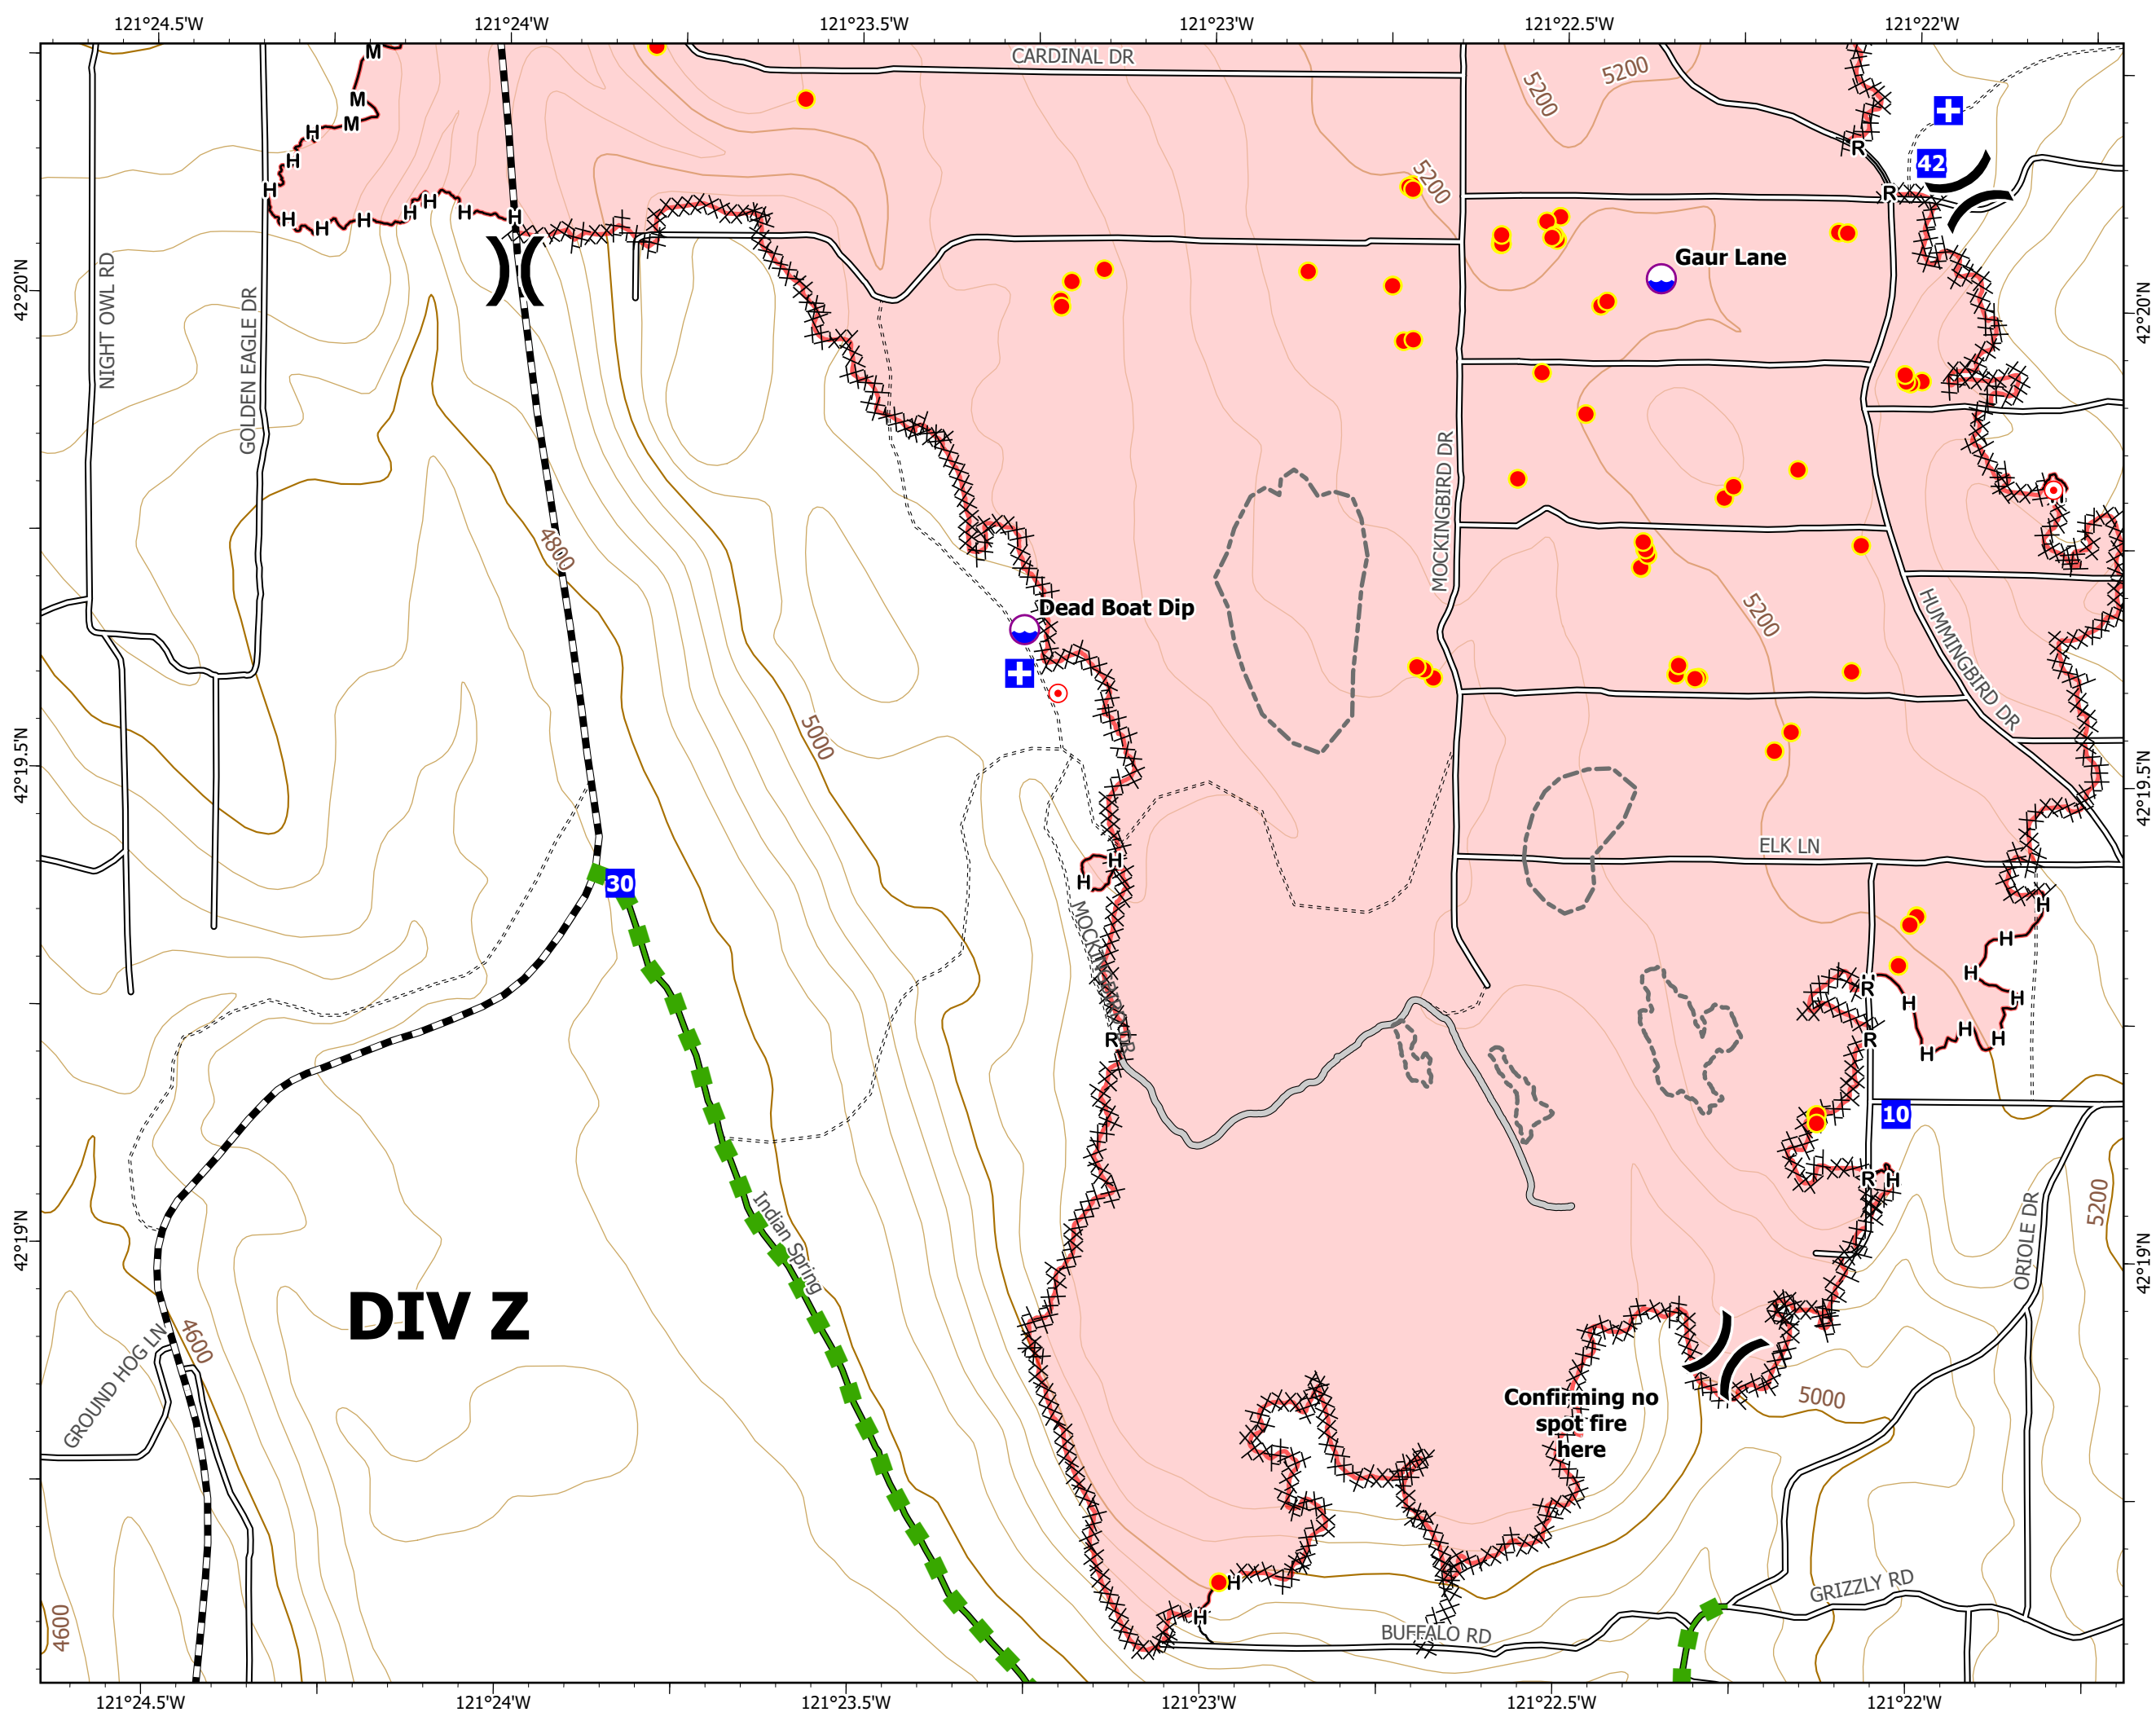 121°24.5'W
121°24'W
121°23.5'W
121°23'W
121°22.5'W
121°22'W
CARDINAL DR
M
M
M
H
H
H
H
H
H
H
H
H
H
5200
5200
5200
R
R
42
NIGHT OWL RD
GOLDEN EAGLE DR
42°20'N
42°20'N
Gaur Lane
MOCKINGBIRD DR
4800
Dead Boat Dip
5200
HUMMINGBIRD DR
5000
42°19.5'N
42°19.5'N
ELK LN
30
H
H
MOCKINGBIRD DR
H
H
H
H
H
H
H
H
R
R
R
10
R
H
Indian Spring
5200
ORIOLE DR
42°19'N
42°19'N
DIV Z
4600
GROUND HOG LN
Confirming no
spot fire
here
5000
H
H
GRIZZLY RD
BUFFALO RD
4600
121°24.5'W
121°24'W
121°23.5'W
121°23'W
121°22.5'W
121°22'W